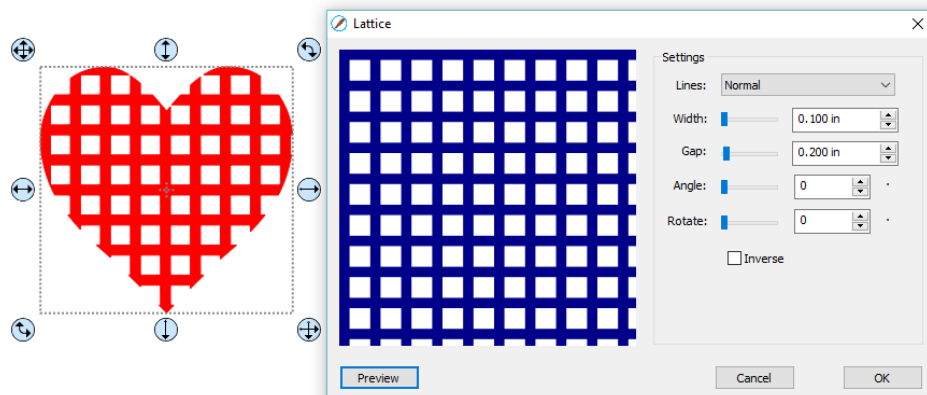 Lattice
Settings
Lines: Normal
Width: 0.100 in
Gap: 0.200 in
Angle: 0
Rotate: 0
Inverse
Preview Cancel OK